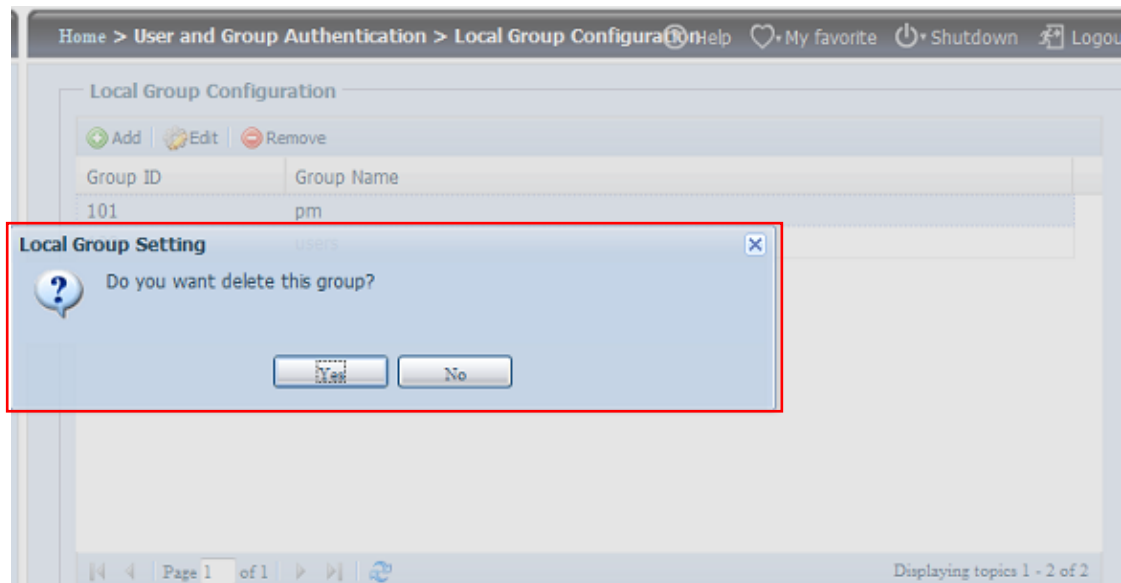 Home > User and Group Authentication > Local Group Configuration Help My favorite Shutdown Logou
Local Group Configuration
Add Edit Remove
Group ID Group Name
101 pm
Local Group Setting
users
Do you want delete this group?
Yes No
Page 1 of 1 Displaying topics 1 - 2 of 2